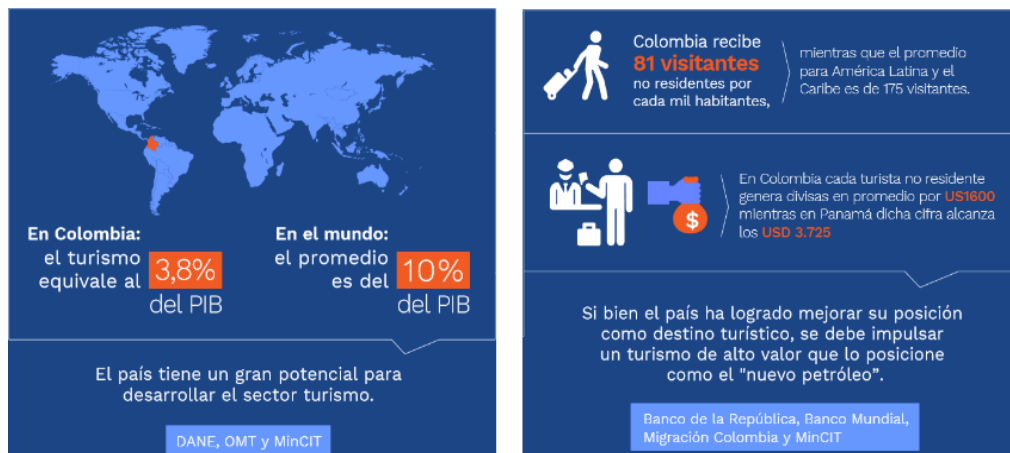 En Colombia:
el turismo
equivale al
3,8%
del PIB
En el mundo:
el promedio
es del
10%
del PIB
El país tiene un gran potencial para
desarrollar el sector turismo.
DANE, OMT y MinCIT
Colombia recibe
81 visitantes
no residentes por
cada mil habitantes,
mientras que el promedio
para América Latina y el
Caribe es de 175 visitantes.
$
En Colombia cada turista no residente
genera divisas en promedio por US1600
mientras en Panamá dicha cifra alcanza
los USD 3.725
Si bien el país ha logrado mejorar su posición
como destino turístico, se debe impulsar
un turismo de alto valor que lo posicione
como el "nuevo petróleo”.
Banco de la República, Banco Mundial,
Migración Colombia y MinCIT